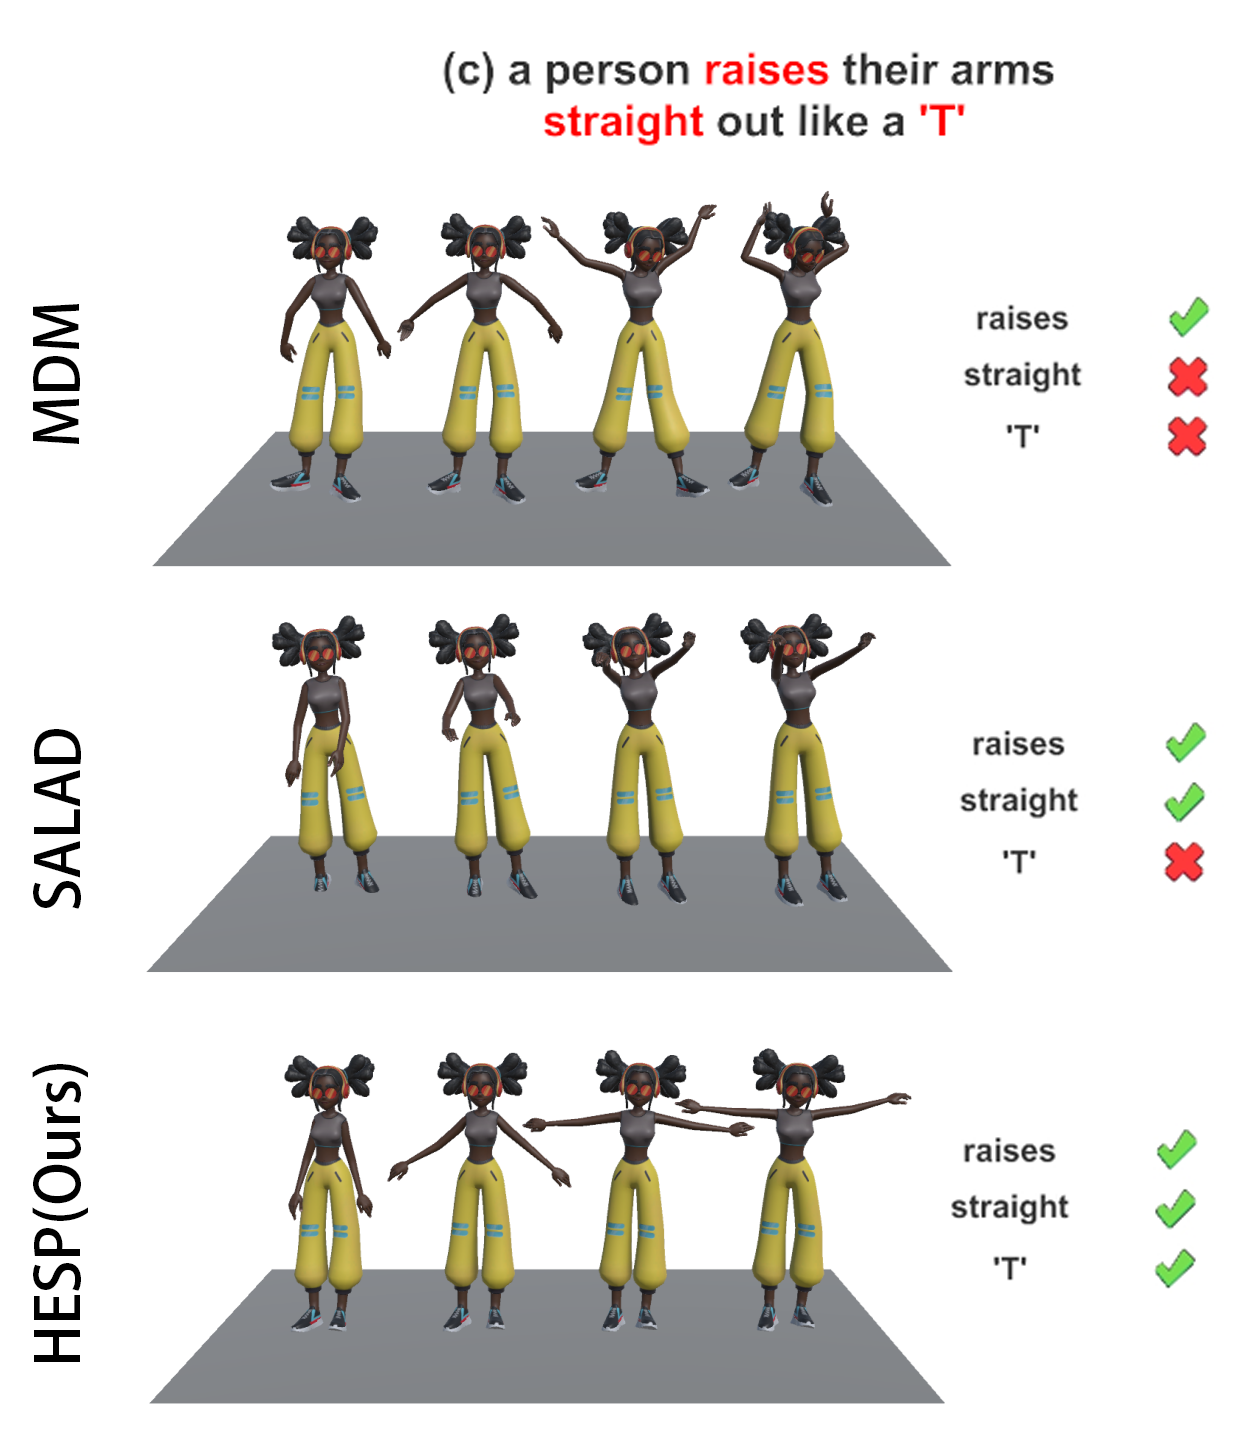 (c) a person raises their arms
straight out like a 'T'
MDM
raises
straight
'T'
SALAD
raises
straight
'T'
HESP(Ours)
raises
straight
'T'